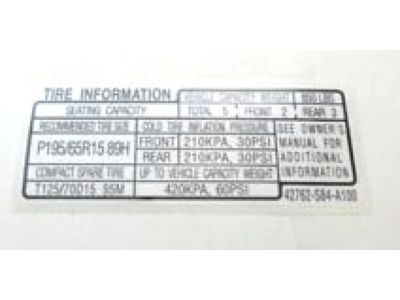 TIRE INFORMATION VEHICLE CAPACITY WEIGHT 850 LBS
SEATING CAPACITY TOTAL 5 FRONT 2 REAR 3
RECOMMENDED TIRE SIZE COLD TIRE INFLATION PRESSURE SEE OWNER'S
P195/65R15 89H FRONT 210KPA, 30PSI MANUAL FOR
REAR 210KPA, 30PSI ADDITIONAL
COMPACT SPARE TIRE UP TO VEHICLE CAPACITY WEIGHT INFORMATION
T125/70D15 95M 420KPA, 60PSI 42762-S84-A100